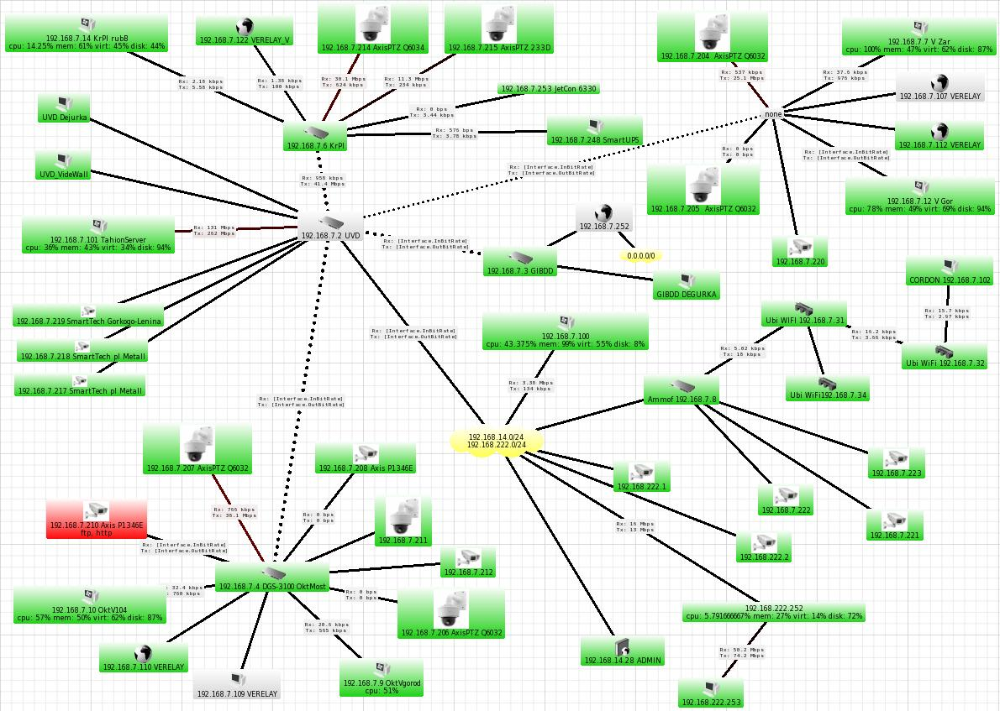 192.168.7.14 KrPI rubB
cpu: 14.25% mem: 61% virt: 45% disk: 44%
192.168.7.122 VERELAY_V
192.168.7.214 AxisPTZ Q6034
192.168.7.215 AxisPTZ 233D
192.168.7.204 AxisPTZ Q6032
192.168.7.7 V Zar
cpu: 100% mem: 47% virt: 62% disk: 87%
Rx: 2.18 Mbps
Tx: 5.58 kbps
Rx: 1.38 kbps
Tx: 100 kbps
Rx: 30.1 Mbps
Tx: 624 kbps
Rx: 11.3 Mbps
Tx: 234 kbps
Rx: 537 kbps
Tx: 25.1 Mbps
Rx: 37.6 kbps
Tx: 976 kbps
192.168.7.253 JetCon 6330
192.168.7.107 VERELAY
UVD Dejurka
Rx: 0 bps
Tx: 3.44 kbps
none
Rx: 576 bps
Tx: 3.78 kbps
192.168.7.248 SmartUPS
192.168.7.6 KrPI
192.168.7.112 VERELAY
Rx: 0 bps
Tx: 0 bps
Rx: [Interface.InBitRate]
Tx: [Interface.OutBitRate]
UVD_VideWall
Rx: 958 kbps
Tx: 41.4 Mbps
Rx: [Interface.InBitRate]
Tx: [Interface.OutBitRate]
192.168.7.205 AxisPTZ Q6032
192.168.7.12 V Gor
cpu: 78% mem: 49% virt: 69% disk: 94%
192.168.7.101 TahionServer
cpu: 36% mem: 43% virt: 34% disk: 94%
Rx: 131 Mbps
Tx: 262 Mbps
192.168.7.2 UVD
192.168.7.252
Rx: [Interface.InBitRate]
Tx: [Interface.OutBitRate]
0.0.0.0/0
192.168.7.3 GIBDD
192.168.7.220
CORDON 192.168.7.102
GIBDD DEGURKA
192.168.7.219 SmartTech Gorkogo-Lenina
Ubi WIFI 192.168.7.31
Rx: 15.7 kbps
Tx: 2.97 kbps
Rx: [Interface.InBitRate]
Tx: [Interface.OutBitRate]
192.168.7.100
cpu: 43.375% mem: 99% virt: 55% disk: 8%
Rx: 16.2 kbps
Tx: 3.66 kbps
192.168.7.218 SmartTech pl Metall
Rx: 5.02 kbps
Tx: 18 kbps
Ubi WiFi 192.168.7.32
192.168.7.217 SmartTech pl Metall
Rx: 3.38 Mbps
Tx: 134 kbps
Ubi WiFi192.168.7.34
Ammof 192.168.7.8
Rx: [Interface.InBitRate]
Tx: [Interface.OutBitRate]
192.168.14.0/24
192.168.222.0/24
192.168.7.207 AxisPTZ Q6032
192.168.7.208 Axis P1346E
192.168.7.223
192.168.222.1
192.168.7.222
Rx: 766 kbps
Tx: 38.1 Mbps
Rx: 0 bps
Tx: 0 bps
192.168.7.210 Axis P1346E
ftp, http
Rx: 16 Mbps
Tx: 13 Mbps
192.168.7.221
192.168.7.211
Rx: [Interface.InBitRate]
Tx: [Interface.OutBitRate]
192.168.222.2
192.168.7.212
192.168.7.4 DGS-3100 OktMost
: 32.4 kbps
: 760 kbps
Rx: 0 bps
Tx: 0 bps
192.168.7.10 OktV104
cpu: 57% mem: 50% virt: 62% disk: 87%
192.168.222.252
cpu: 5.791666667% mem: 27% virt: 14% disk: 72%
Rx: 20.6 kbps
Tx: 565 kbps
192.168.7.206 AxisPTZ Q6032
Rx: 50.2 Mbps
Tx: 74.2 Mbps
192.168.7.110 VERELAY
192.168.14.28 ADMIN
192.168.7.9 OktVgorod
cpu: 51%
192.168.7.109 VERELAY
192.168.222.253